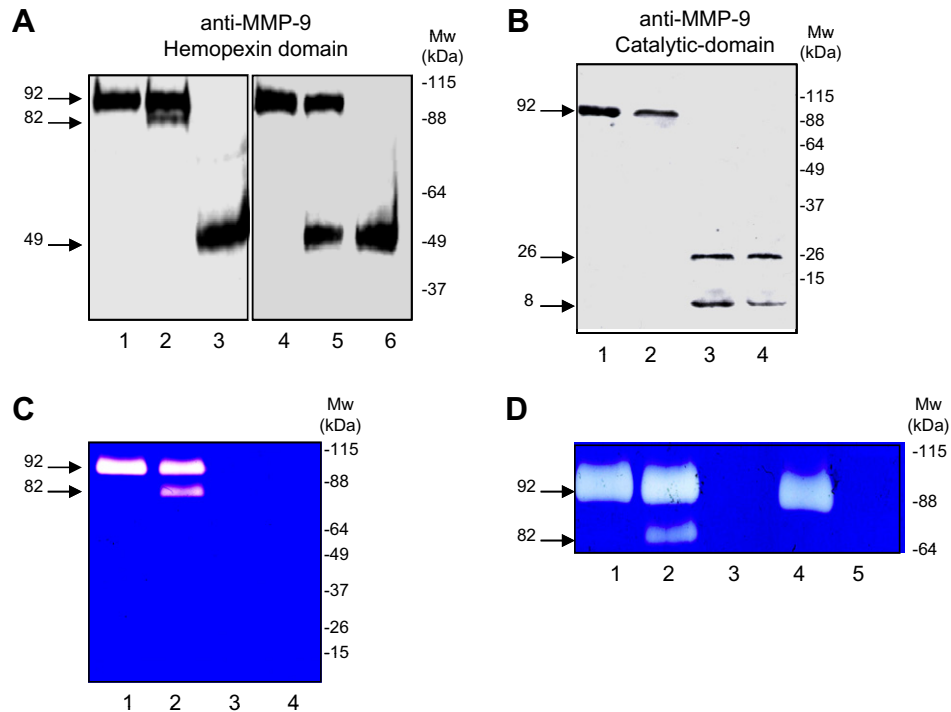 A
anti-MMP-9
Hemopexin domain
Mw
(kDa)
92
82
49
-115
-88
-64
-49
-37
1 2 3 4 5 6
B
anti-MMP-9
Catalytic-domain
Mw
(kDa)
92
26
8
-115
-88
-64
-49
-37
-26
-15
1 2 3 4
C
Mw
(kDa)
92
82
-115
-88
-64
-49
-37
-26
-15
1 2 3 4
D
Mw
(kDa)
92
82
-115
-88
-64
1 2 3 4 5